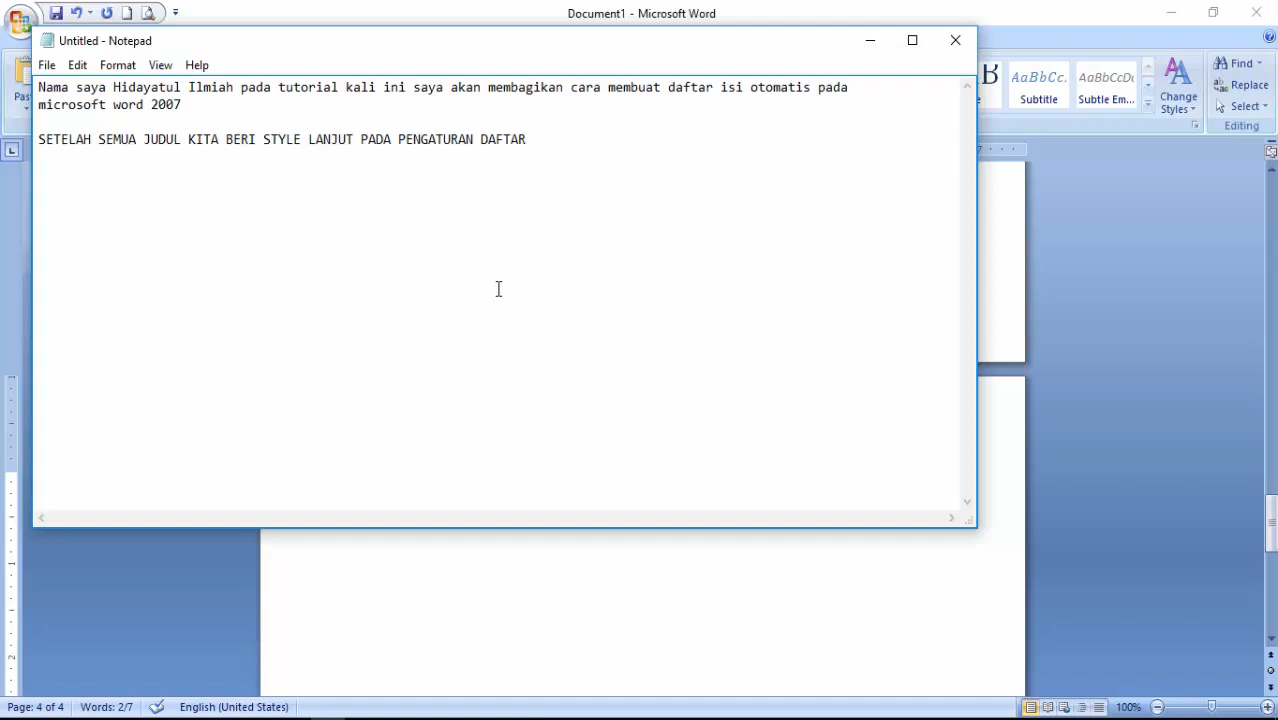 Document1 - Microsoft Word
Untitled - Notepad
File Edit Format View Help
Nama saya Hidayatul Ilmiah pada tutorial kali ini saya akan membagikan cara membuat daftar isi otomatis pada
microsoft word 2007
SETELAH SEMUA JUDUL KITA BERI STYLE LANJUT PADA PENGATURAN DAFTAR
AaBbCc.
AaBbCcDı
Subtitle
Subtle Em...
Change
Styles
Find
Replace
Select
Editing
Page: 4 of 4
Words: 2/7
English (United States)
100%